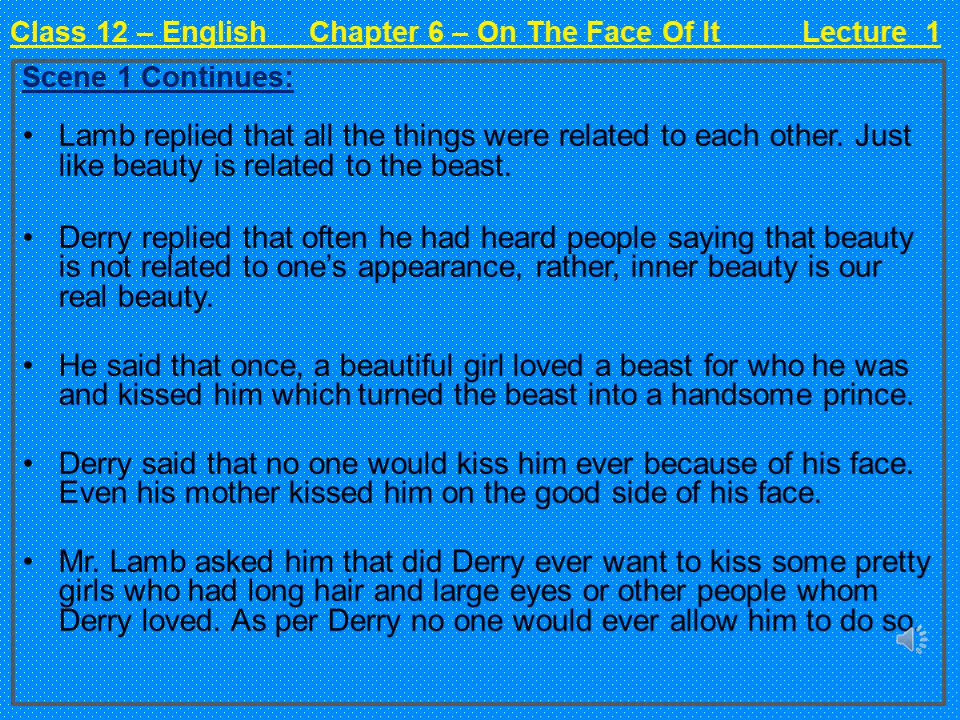 Class 12 – English Chapter 6 – On The Face Of It Lecture 1
Scene 1 Continues:
• Lamb replied that all the things were related to each other. Just
like beauty is related to the beast.
• Derry replied that often he had heard people saying that beauty
is not related to one’s appearance, rather, inner beauty is our
real beauty.
• He said that once, a beautiful girl loved a beast for who he was
and kissed him which turned the beast into a handsome prince.
• Derry said that no one would kiss him ever because of his face.
Even his mother kissed him on the good side of his face.
• Mr. Lamb asked him that did Derry ever want to kiss some pretty
girls who had long hair and large eyes or other people whom
Derry loved. As per Derry no one would ever allow him to do so.